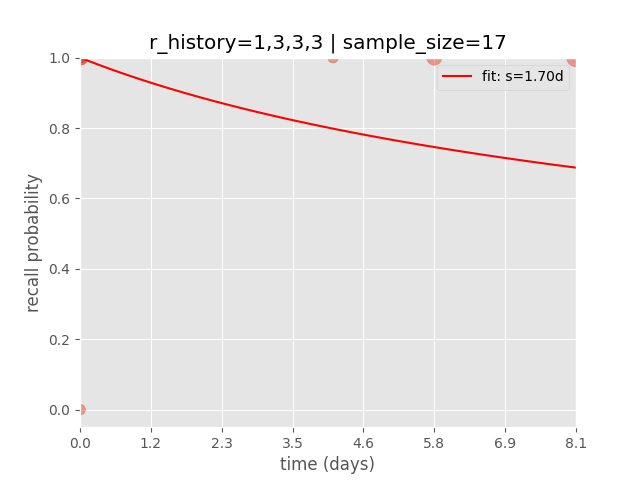 r_history=1,3,3,3 | sample_size=17
fit: s=1.70d
recall probability
1.0
0.8
0.6
0.4
0.2
0.0
0.0 1.2 2.3 3.5 4.6 5.8 6.9 8.1
time (days)